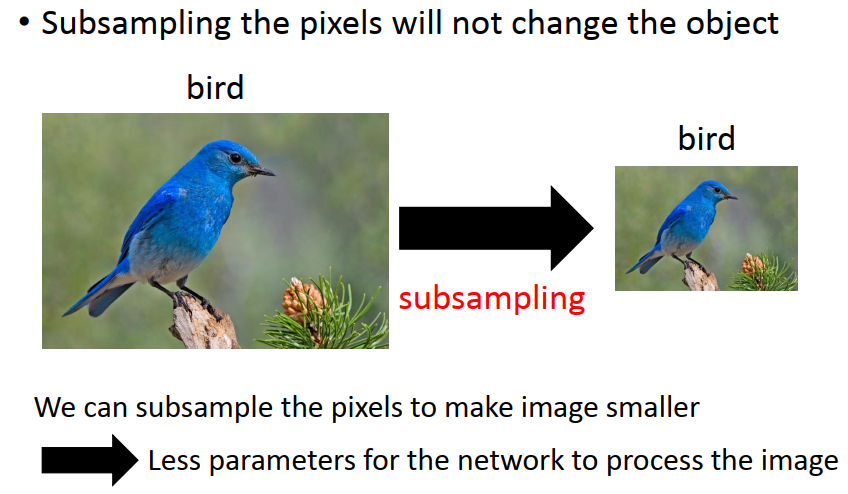 • Subsampling the pixels will not change the object
bird
bird
subsampling
We can subsample the pixels to make image smaller
Less parameters for the network to process the image